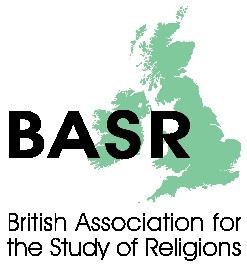 BASR
British Association for
the Study of Religions